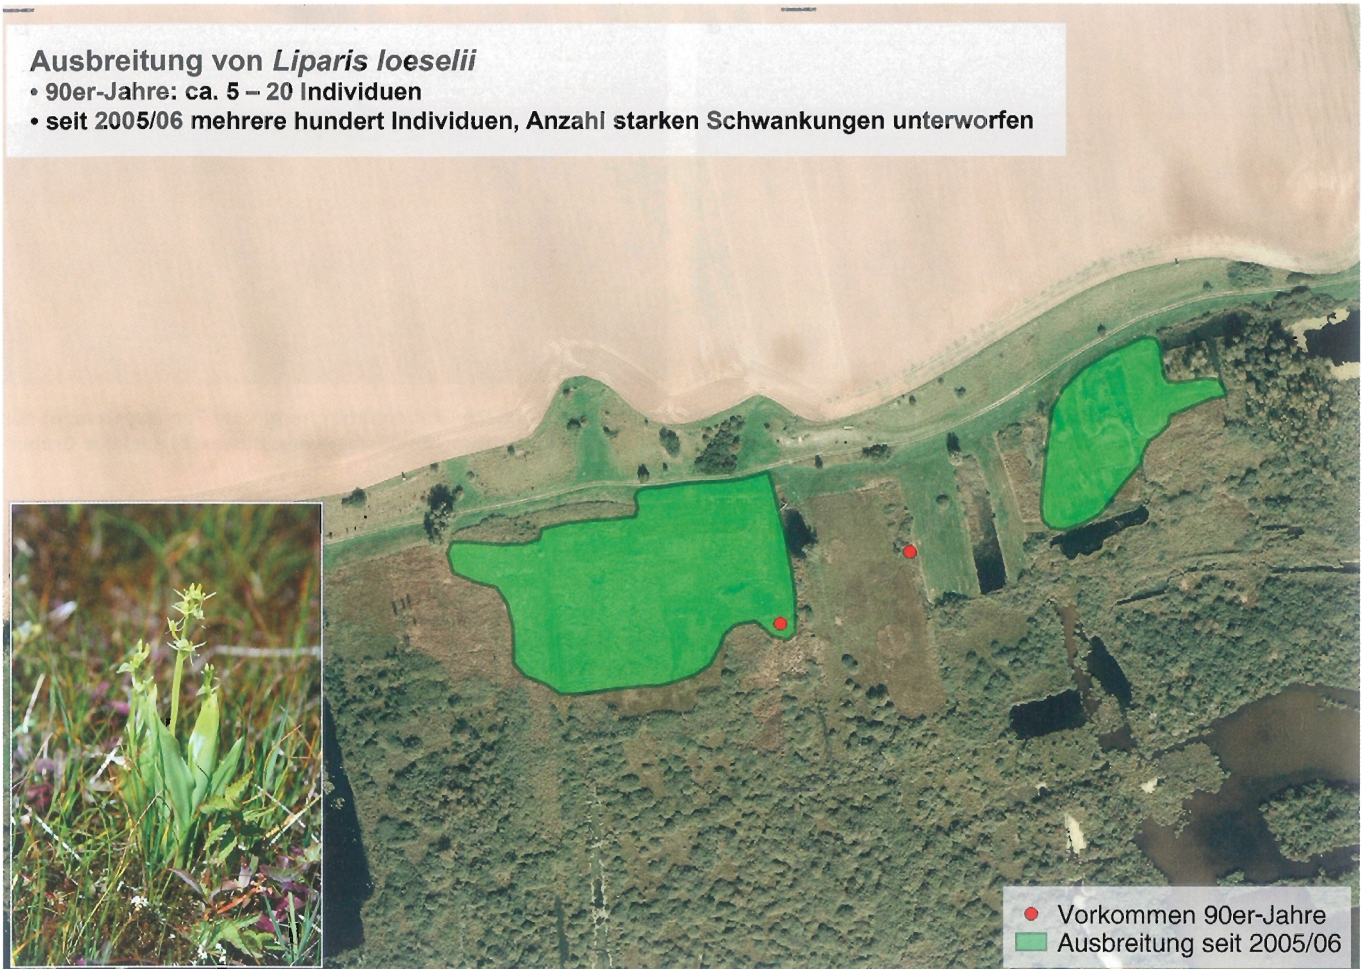 Ausbreitung von Liparis loeselii
• 90er-Jahre: ca. 5 – 20 Individuen
• seit 2005/06 mehrere hundert Individuen, Anzahl starken Schwankungen unterworfen
Vorkommen 90er-Jahre
Ausbreitung seit 2005/06